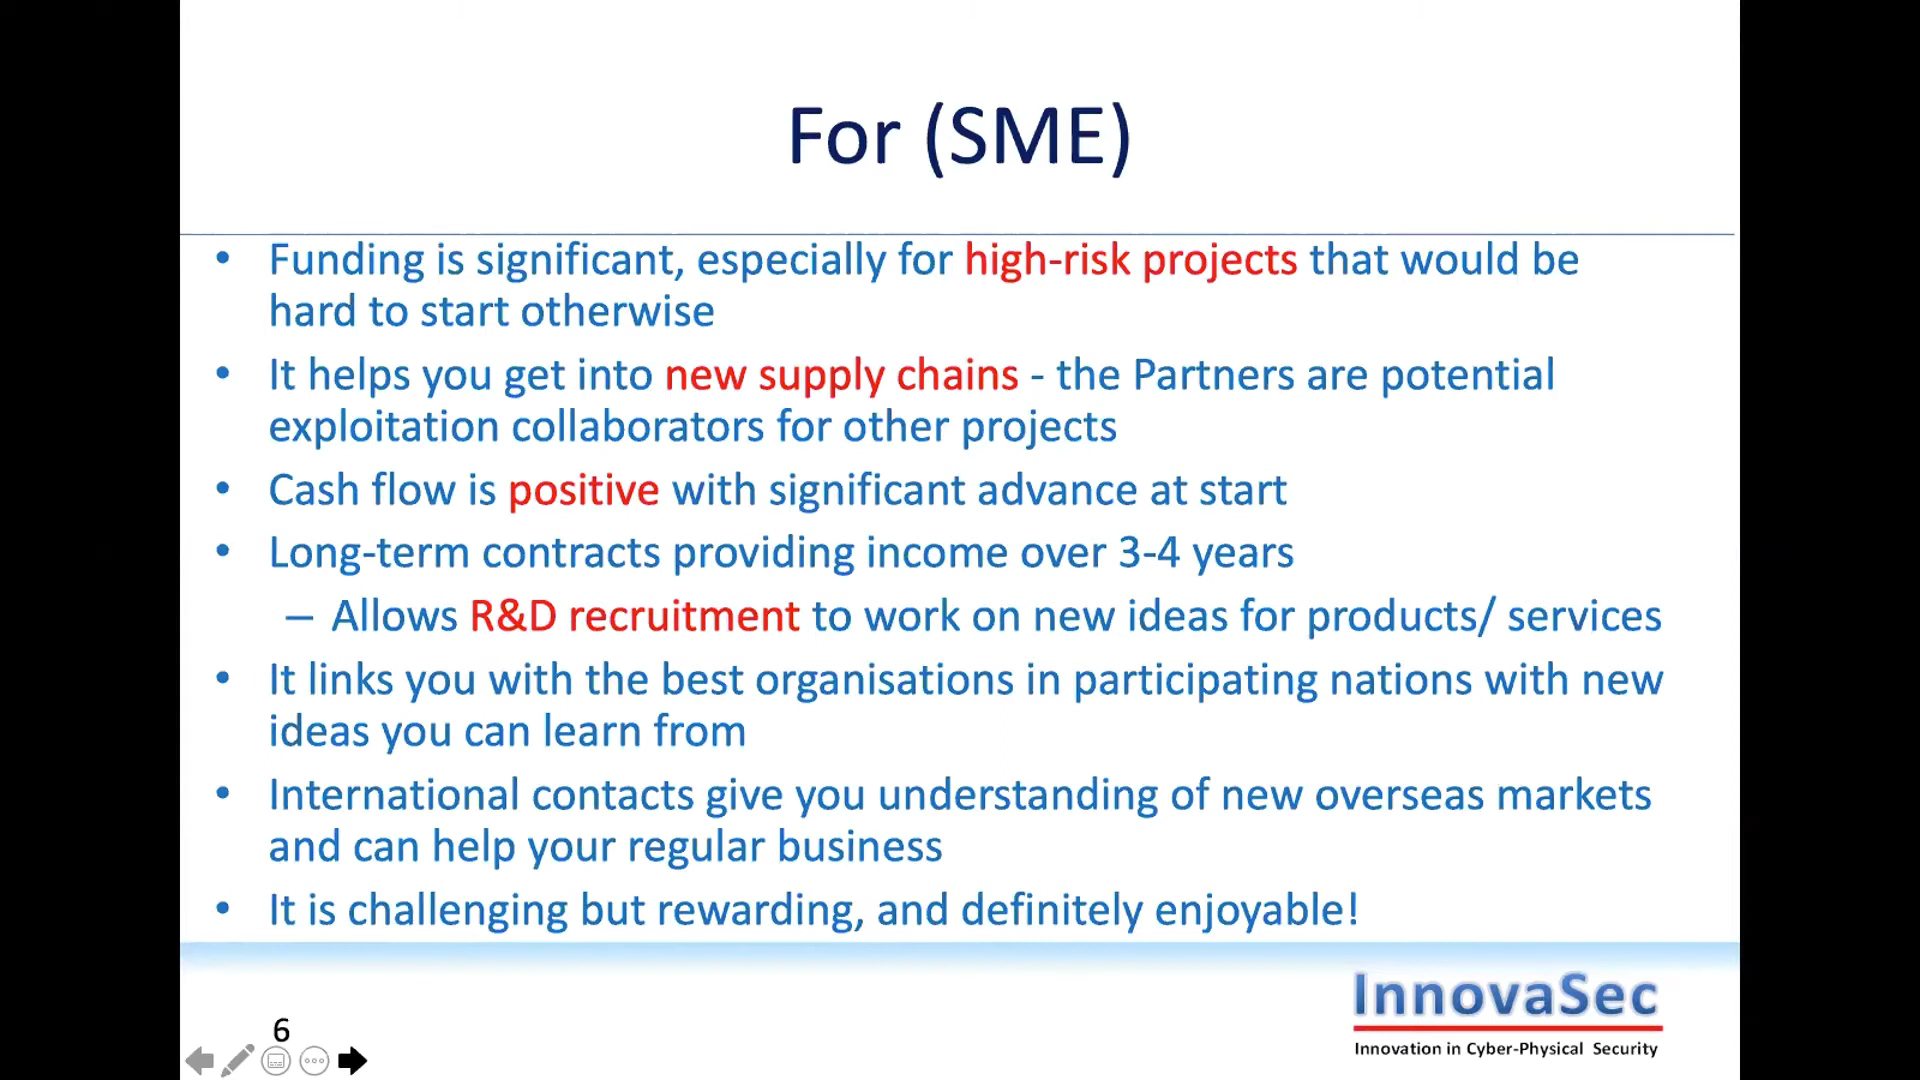 For (SME)
• Funding is significant, especially for high-risk projects that would be
hard to start otherwise
• It helps you get into new supply chains - the Partners are potential
exploitation collaborators for other projects
• Cash flow is positive with significant advance at start
• Long-term contracts providing income over 3-4 years
– Allows R&D recruitment to work on new ideas for products/ services
• It links you with the best organisations in participating nations with new
ideas you can learn from
• International contacts give you understanding of new overseas markets
and can help your regular business
• It is challenging but rewarding, and definitely enjoyable!
InnovaSec
Innovation in Cyber-Physical Security
6